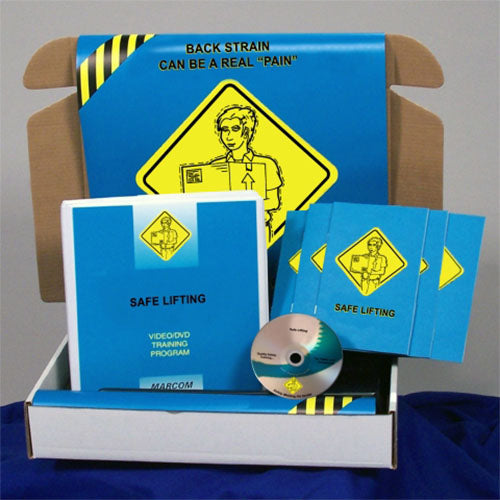 BACK STRAIN
CAN BE A REAL "PAIN"
SAFE LIFTING
VIDEO/DVD
TRAINING
PROGRAM
MARCOM
SAFE LIFTING
Safe Lifting